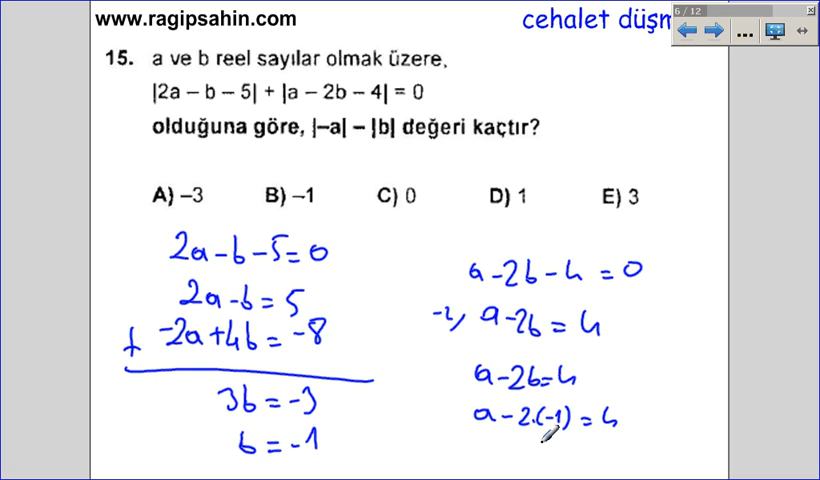 www.ragipsahin.com
cehalet düşm
6 / 12
15. a ve b reel sayılar olmak üzere,
|2a – b – 5| + |a – 2b – 4| = 0
olduğuna göre, |–a| – |b| değeri kaçtır?
A) –3 B) –1 C) 0 D) 1 E) 3
2a – b – 5 = 0
2a – b = 5
+ –2a + 4b = –8
3b = –3
b = –1
a – 2b – 4 = 0
–2, a – 2b = 4
a – 2b = 4
a – 2.(–1) = 4